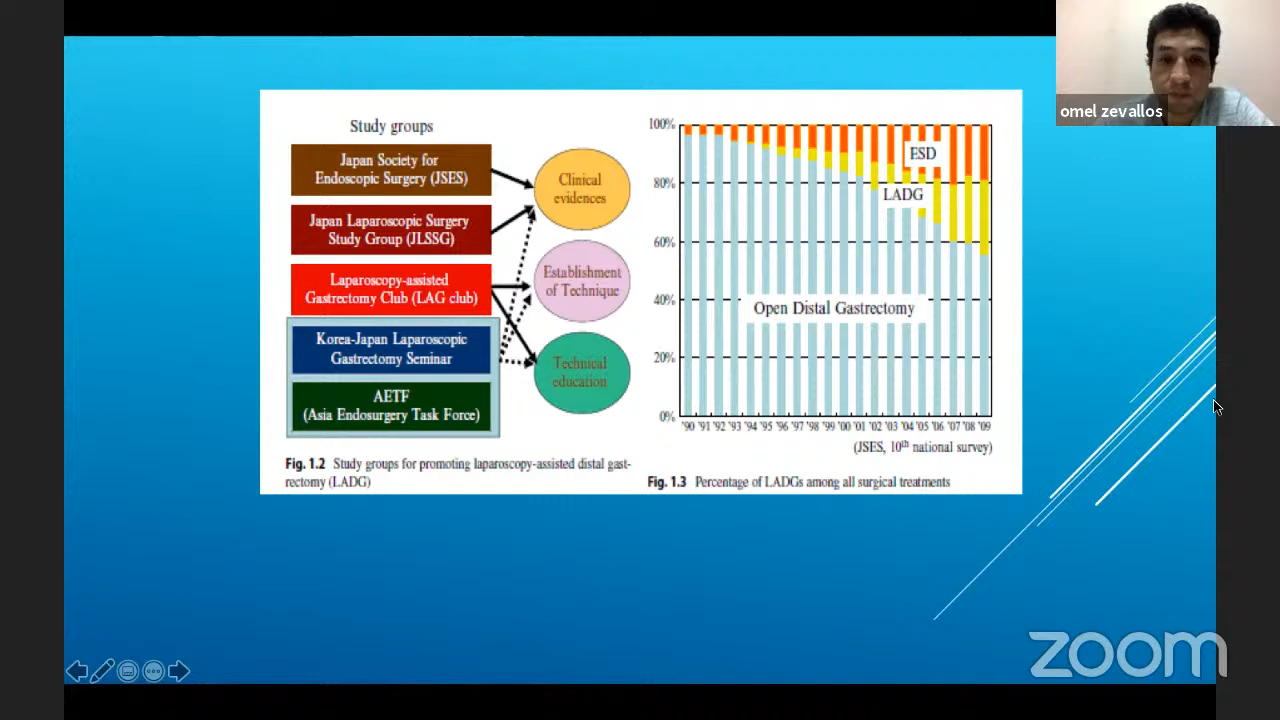 omel zevallos
Study groups
Japan Society for
Endoscopic Surgery (JSES)
Japan Laparoscopic Surgery
Study Group (JLSSG)
Laparoscopy-assisted
Gastrectomy Club (LAG club)
Korea-Japan Laparoscopic
Gastrectomy Seminar
AETF
(Asia Endosurgery Task Force)
Clinical
evidences
Establishment
of Technique
Technical
education
Fig. 1.2 Study groups for promoting laparoscopy-assisted distal gast-
rectomy (LADG)
100%
80%
60%
40%
20%
0%
ESD
LADG
Open Distal Gastrectomy
'90 '91 '92 '93 '94 '95 '96 '97 '98 '99 '00 '01 '02 '03 '04 '05 '06 '07 '08 '09
(JSES, 10th national survey)
Fig. 1.3 Percentage of LADGs among all surgical treatments
zoom